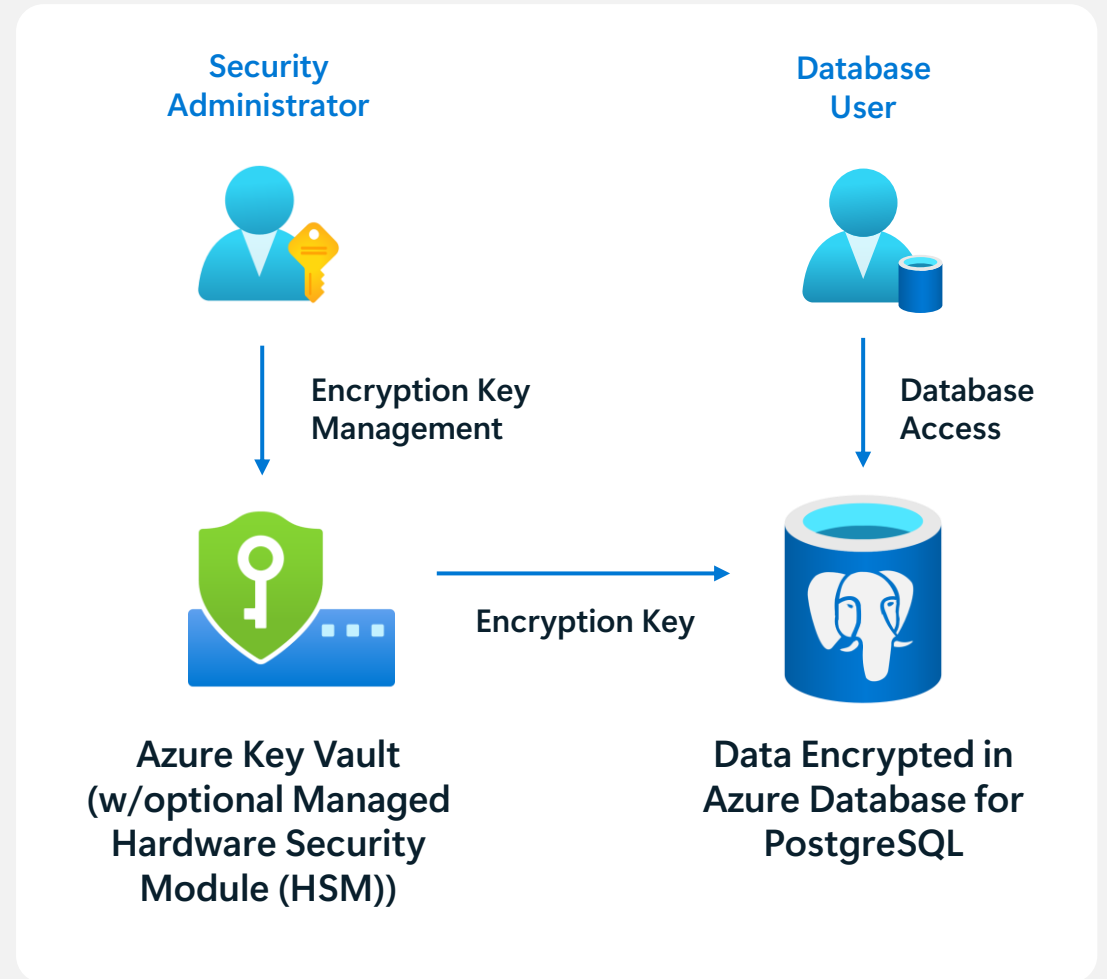 Security
Administrator
Database
User
Encryption Key
Management
Database
Access
Encryption Key
Azure Key Vault
(w/optional Managed
Hardware Security
Module (HSM))
Data Encrypted in
Azure Database for
PostgreSQL